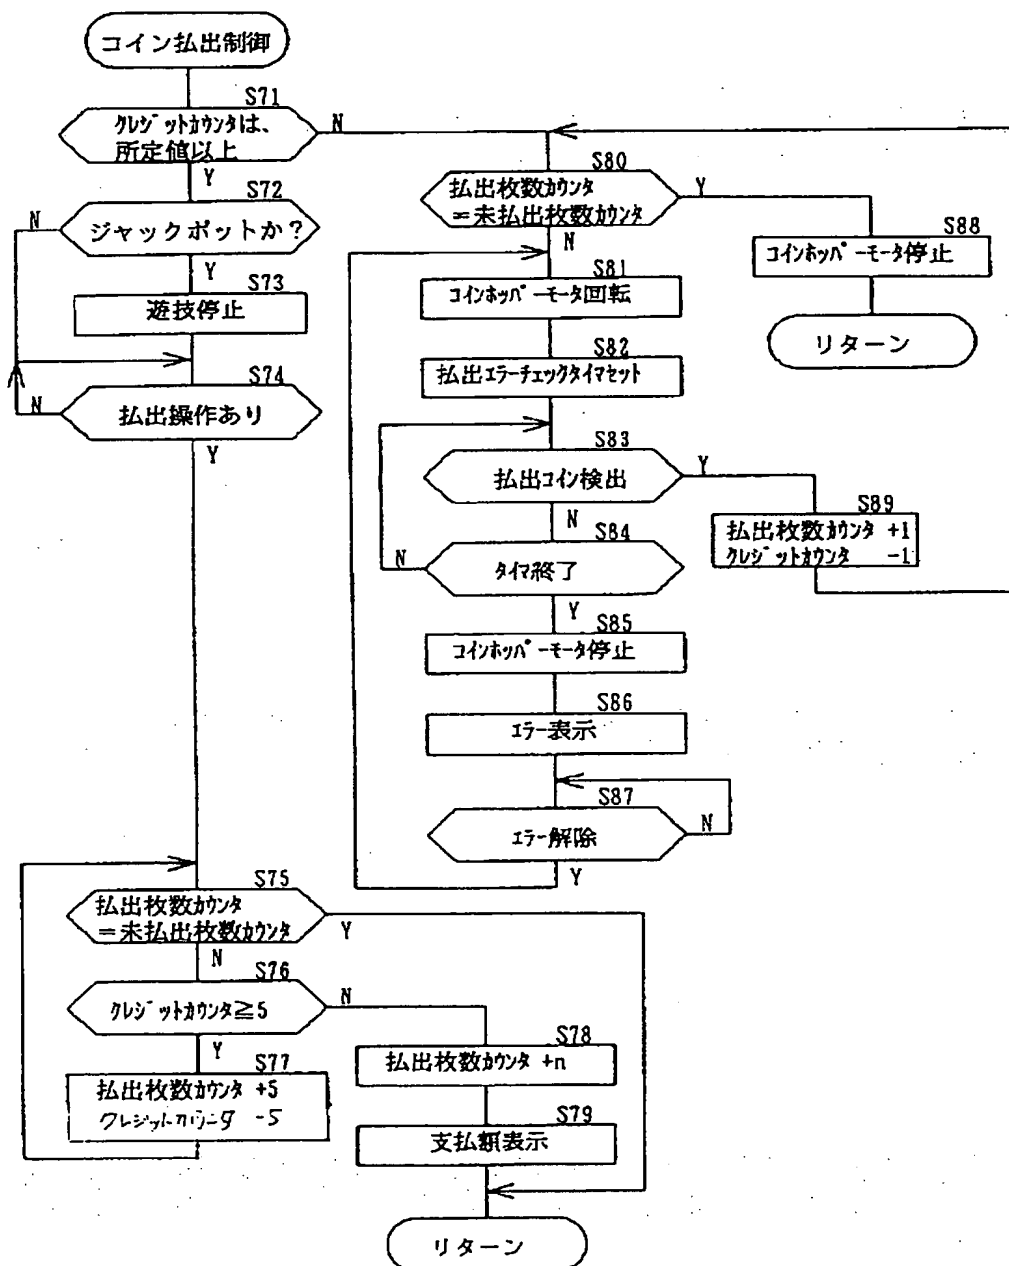 コイン払出制御
S71
クレジットカウンタは、
所定値以上
N
Y
S72
ジャックポットか?
N
Y
S73
遊技停止
S74
払出操作あり
N
Y
S75
払出枚数カウンタ
=未払出枚数カウンタ
Y
N
S76
クレジットカウンタ≧5
N
Y
S77
払出枚数カウンタ +5
クレジットカウンタ -5
S78
払出枚数カウンタ +n
S79
支払額表示
リターン
S80
払出枚数カウンタ
=未払出枚数カウンタ
Y
N
S81
コインホッパーモータ回転
S82
払出エラーチェックタイマセット
S83
払出コイン検出
Y
N
S84
タイマ終了
N
Y
S85
コインホッパーモータ停止
S86
エラー表示
S87
エラー解除
N
Y
S88
コインホッパーモータ停止
リターン
S89
払出枚数カウンタ +1
クレジットカウンタ -1